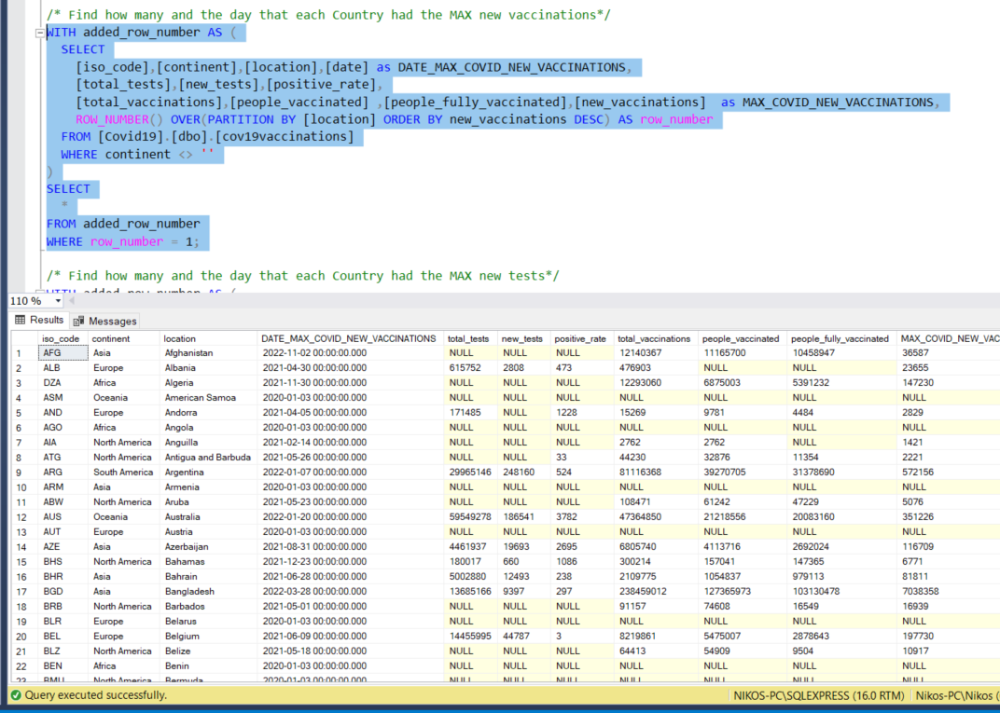 /* Find how many and the day that each Country had the MAX new vaccinations*/
WITH added_row_number AS (
SELECT
[iso_code],[continent],[location],[date] as DATE_MAX_COVID_NEW_VACCINATIONS,
[total_tests],[new_tests],[positive_rate],
[total_vaccinations],[people_vaccinated] ,[people_fully_vaccinated],[new_vaccinations]  as MAX_COVID_NEW_VACCINATIONS,
ROW_NUMBER() OVER(PARTITION BY [location] ORDER BY new_vaccinations DESC) AS row_number
FROM [Covid19].[dbo].[cov19vaccinations]
WHERE continent <> ''
)
SELECT
*
FROM added_row_number
WHERE row_number = 1;
/* Find how many and the day that each Country had the MAX new tests*/
WITH added_row_number AS (
110 %
Results Messages
iso_code continent location DATE_MAX_COVID_NEW_VACCINATIONS total_tests new_tests positive_rate total_vaccinations people_vaccinated people_fully_vaccinated MAX_COVID_NEW_VAC
1 AFG Asia Afghanistan 2022-11-02 00:00:00.000 NULL NULL NULL 12140367 11165700 10458947 36587
2 ALB Europe Albania 2021-04-30 00:00:00.000 615752 2808 473 476903 NULL NULL 23655
3 DZA Africa Algeria 2021-11-30 00:00:00.000 NULL NULL NULL 12293060 6875003 5391232 147230
4 ASM Oceania American Samoa 2020-01-03 00:00:00.000 NULL NULL NULL NULL NULL NULL NULL
5 AND Europe Andorra 2021-04-05 00:00:00.000 171485 NULL 1228 15269 9781 4484 2829
6 AGO Africa Angola 2020-01-03 00:00:00.000 NULL NULL NULL NULL NULL NULL NULL
7 AIA North America Anguilla 2021-02-14 00:00:00.000 NULL NULL NULL 2762 2762 NULL 1421
8 ATG North America Antigua and Barbuda 2021-05-26 00:00:00.000 NULL NULL 33 44230 32876 11354 2221
9 ARG South America Argentina 2022-01-07 00:00:00.000 29965146 248160 524 81116368 39270705 31378690 572156
10 ARM Asia Armenia 2020-01-03 00:00:00.000 NULL NULL NULL NULL NULL NULL NULL
11 ABW North America Aruba 2021-05-23 00:00:00.000 NULL NULL NULL 108471 61242 47229 5076
12 AUS Oceania Australia 2022-01-20 00:00:00.000 59549278 186541 3782 47364850 21218556 20083160 351226
13 AUT Europe Austria 2020-01-03 00:00:00.000 NULL NULL NULL NULL NULL NULL NULL
14 AZE Asia Azerbaijan 2021-08-31 00:00:00.000 4461937 19693 2695 6805740 4113716 2692024 116709
15 BHS North America Bahamas 2021-12-23 00:00:00.000 180017 660 1086 300214 157041 147365 6771
16 BHR Asia Bahrain 2021-06-28 00:00:00.000 5002880 12493 238 2109775 1054837 979113 81811
17 BGD Asia Bangladesh 2022-03-28 00:00:00.000 13685166 9397 297 238459012 127365973 103130478 7038358
18 BRB North America Barbados 2021-05-01 00:00:00.000 NULL NULL NULL 91157 74608 16549 16939
19 BLR Europe Belarus 2020-01-03 00:00:00.000 NULL NULL NULL NULL NULL NULL NULL
20 BEL Europe Belgium 2021-06-09 00:00:00.000 14455995 44787 3 8219861 5475007 2878643 197730
21 BLZ North America Belize 2021-05-18 00:00:00.000 NULL NULL NULL 64413 54909 9504 10917
22 BEN Africa Benin 2020-01-03 00:00:00.000 NULL NULL NULL NULL NULL NULL NULL
23 BMU North America Bermuda 2020-01-03 00:00:00.000 NULL NULL NULL NULL NULL NULL NULL
Query executed successfully. NIKOS-PC\SQLEXPRESS (16.0 RTM) Nikos-PC\Nikos (